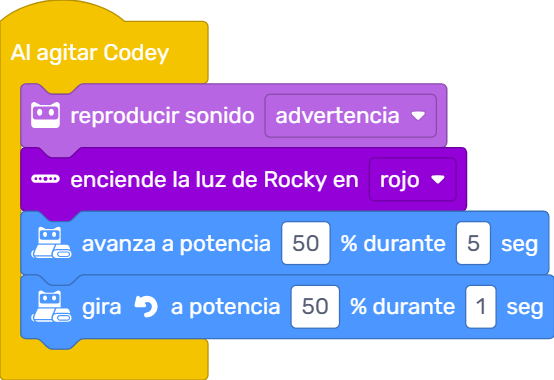 Al agitar Codey
reproducir sonido advertencia
enciende la luz de Rocky en rojo
avanza a potencia 50 % durante 5 seg
gira a potencia 50 % durante 1 seg